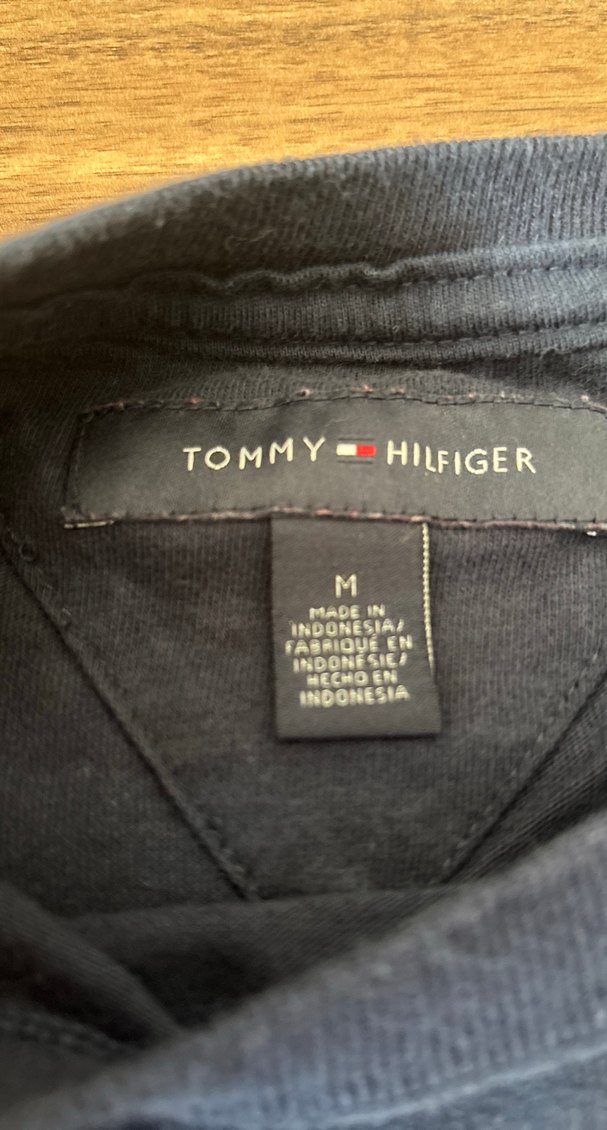 TOMMY HILFIGER
M
MADE IN
INDONESIA/
FABRIQUÉ EN
INDONÉSIE/
HECHO EN
INDONESIA